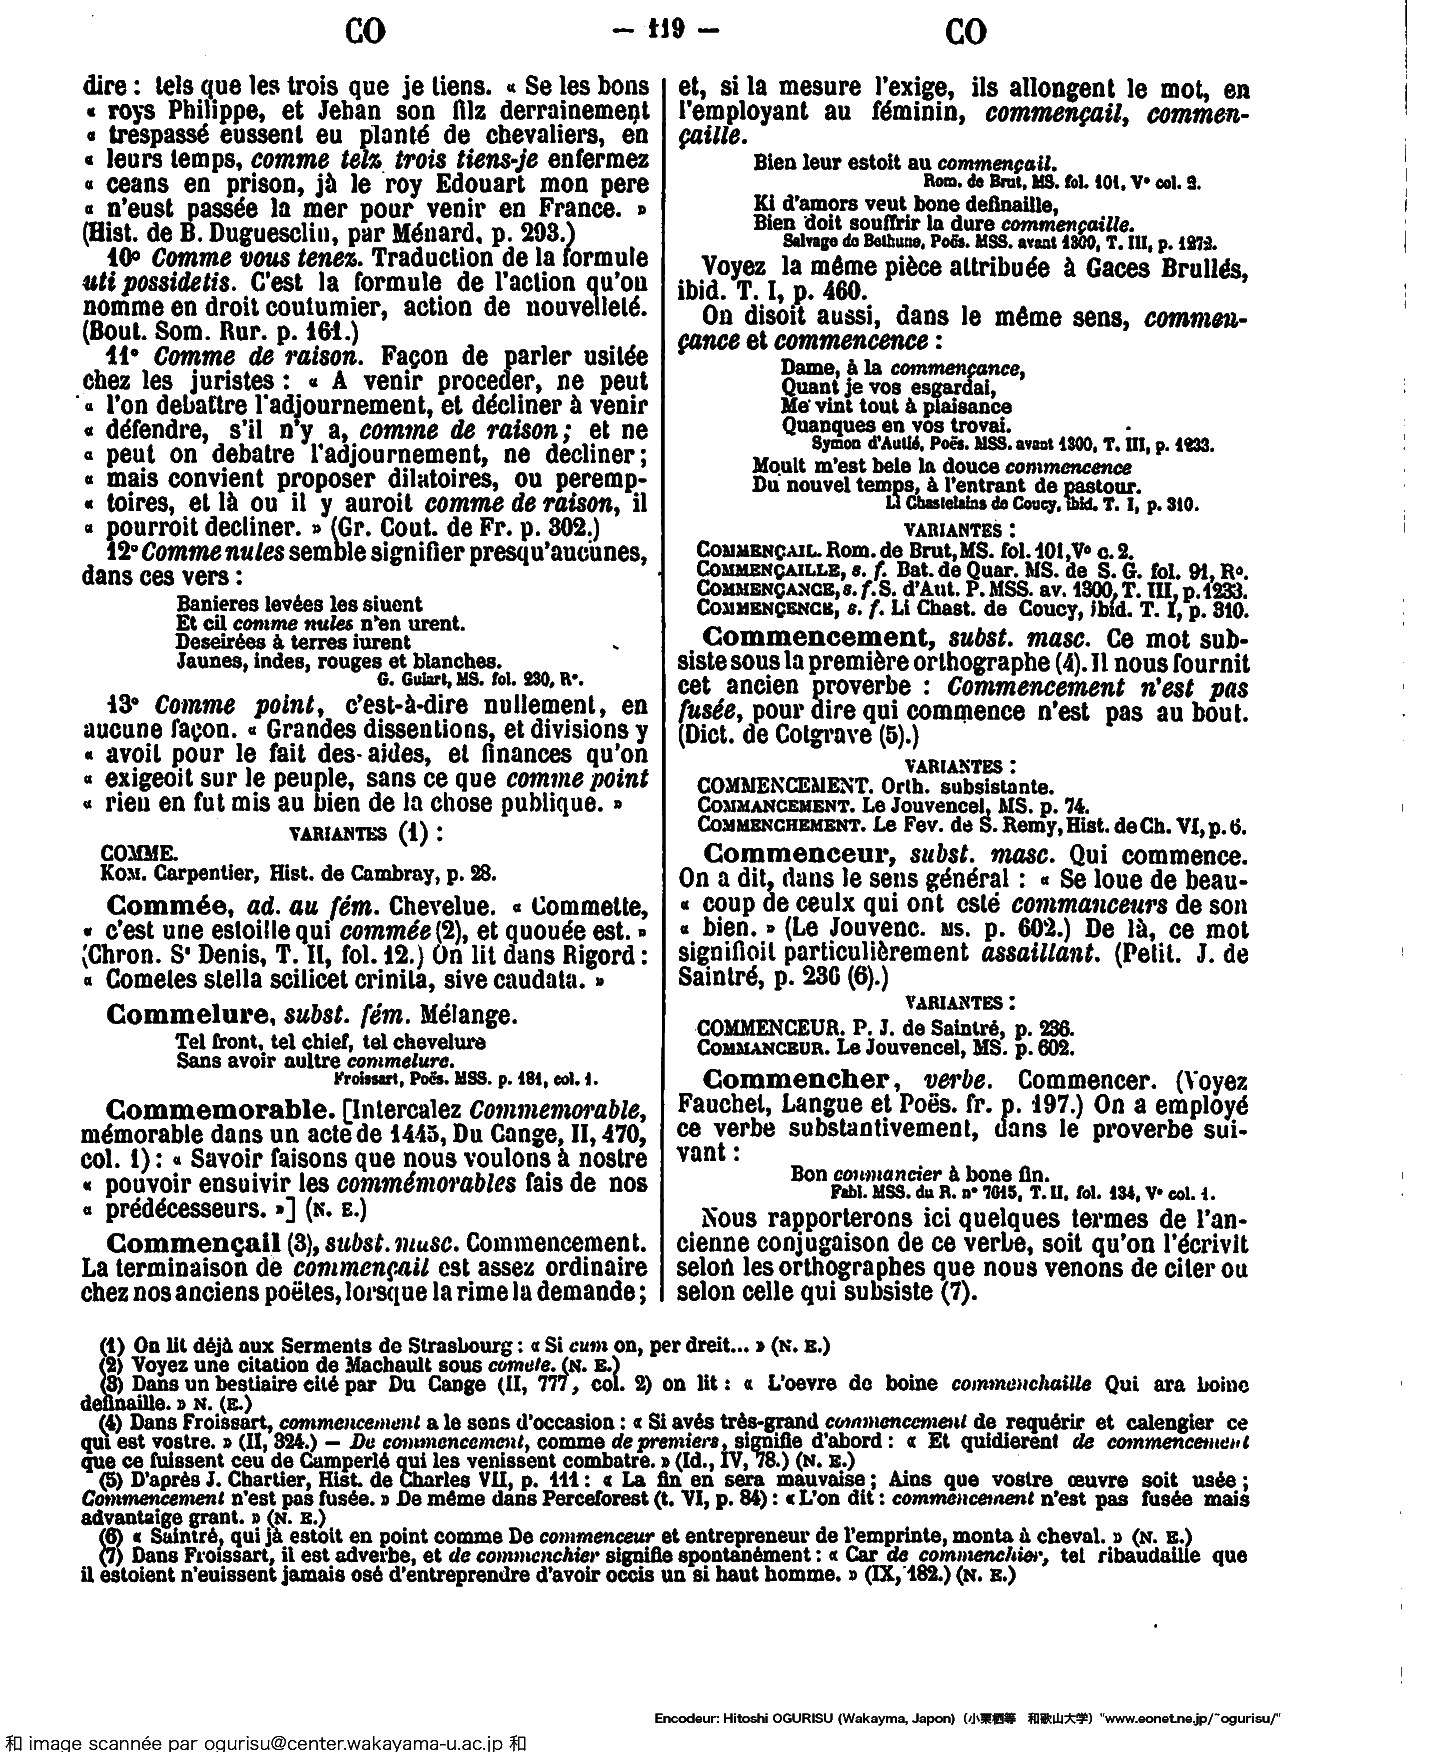 CO — 119 — CO
dire : tels que les trois que je tiens. « Se les bons
« roys Philippe, et Jehan son filz derrainement
« trespassé eussent eu planté de chevaliers, en
« leurs temps, comme telz trois tiens-je enfermez
« ceans en prison, jà le roy Edouart mon pere
« n'eust passée la mer pour venir en France. »
(Hist. de B. Duguesclin, par Ménard, p. 293.)
10° Comme vous tenez. Traduction de la formule
uti possidetis. C'est la formule de l'action qu'on
nomme en droit coutumier, action de nouvelleté.
(Bout. Som. Rur. p. 161.)
11° Comme de raison. Façon de parler usitée
chez les juristes : « A venir proceder, ne peut
« l'on debattre l'adjournement, et décliner à venir
« défendre, s'il n'y a, comme de raison ; et ne
« peut on debatre l'adjournement, ne decliner ;
« mais convient proposer dilatoires, ou peremp-
« toires, et là ou il y auroit comme de raison, il
« pourroit decliner. » (Gr. Cout. de Fr. p. 302.)
12° Comme nules semble signifier presqu'aucunes,
dans ces vers :
Banieres levées les siuent
Et cil comme nules n'en urent.
Deseirées à terres iurent
Jaunes, indes, rouges et blanches.
G. Guiart, MS. fol. 230, R°.
13° Comme point, c'est-à-dire nullement, en
aucune façon. « Grandes dissentions, et divisions y
« avoit pour le fait des aides, et finances qu'on
« exigeoit sur le peuple, sans ce que comme point
« rien en fut mis au bien de la chose publique. »
VARIANTES (1) :
COMME.
KOM. Carpentier, Hist. de Cambray, p. 28.
Commée, ad. au fém. Chevelue. « Commette,
« c'est une estoille qui commée (2), et quouée est. »
(Chron. St Denis, T. II, fol. 12.) On lit dans Rigord :
« Cometes stella scilicet crinita, sive caudata. »
Commelure, subst. fém. Mélange.
Tel front, tel chief, tel chevelure
Sans avoir aultre commelure.
Froissart, Poës. MSS. p. 181, col. 1.
Commemorable. [Intercalez Commemorable,
mémorable dans un acte de 1445, Du Cange, II, 470,
col. 1) : « Savoir faisons que nous voulons à nostre
« pouvoir ensuivir les commémorables fais de nos
« prédécesseurs. »] (N. E.)
Commençail (3), subst. masc. Commencement.
La terminaison de commençail est assez ordinaire
chez nos anciens poëtes, lorsque la rime la demande ;
et, si la mesure l'exige, ils allongent le mot, en
l'employant au féminin, commençail, commen-
çaille.
Bien leur estoit au commençail.
Rom. de Brut, MS. fol. 101, V° col. 2.
Ki d'amors veut bone definaille,
Bien doit souffrir la dure commençaille.
Salvage de Bethune, Poës. MSS. avant 1300, T. III, p. 1272.
Voyez la même pièce attribuée à Gaces Brullés,
ibid. T. I, p. 460.
On disoit aussi, dans le même sens, commen-
çance et commencence :
Dame, à la commençance,
Quant je vos esgardai,
Me vint tout à plaisance
Quanques en vos trovai.
Symon d'Autlé, Poës. MSS. avant 1300, T. III, p. 1233.
Moult m'est bele la douce commencence
Du nouvel temps, à l'entrant de pastour.
Li Chastelains de Coucy, ibid. T. I, p. 310.
VARIANTES :
COMMENÇAIL. Rom. de Brut, MS. fol. 101, V° c. 2.
COMMENÇAILLE, s. f. Bat. de Quar. MS. de S. G. fol. 91, R°.
COMMENÇANCE, s. f. S. d'Aut. P. MSS. av. 1300, T. III, p. 1233.
COMMENÇENCE, s. f. Li Chast. de Coucy, ibid. T. I, p. 310.
Commencement, subst. masc. Ce mot sub-
siste sous la première orthographe (4). Il nous fournit
cet ancien proverbe : Commencement n'est pas
fusée, pour dire qui commence n'est pas au bout.
(Dict. de Cotgrave (5).)
VARIANTES :
COMMENCEMENT. Orth. subsistante.
COMMANCEMENT. Le Jouvencel, MS. p. 74.
COMMENCHEMENT. Le Fev. de S. Remy, Hist. de Ch. VI, p. 6.
Commenceur, subst. masc. Qui commence.
On a dit, dans le sens général : « Se loue de beau-
« coup de ceulx qui ont esté commanceurs de son
« bien. » (Le Jouvenc. MS. p. 602.) De là, ce mot
signifioit particulièrement assaillant. (Petit. J. de
Saintré, p. 236 (6).)
VARIANTES :
COMMENCEUR. P. J. de Saintré, p. 236.
COMMANCEUR. Le Jouvencel, MS. p. 602.
Commencher, verbe. Commencer. (Voyez
Fauchet, Langue et Poës. fr. p. 197.) On a employé
ce verbe substantivement, dans le proverbe sui-
vant :
Bon commancier à bone fin.
Fabl. MSS. du R. n° 7615, T. II, fol. 134, V° col. 1.
Nous rapporterons ici quelques termes de l'an-
cienne conjugaison de ce verbe, soit qu'on l'écrivit
selon les orthographes que nous venons de citer ou
selon celle qui subsiste (7).
(1) On lit déjà aux Serments de Strasbourg : « Si cum on, per dreit... » (N. E.)
(2) Voyez une citation de Machault sous comete. (N. E.)
(3) Dans un bestiaire cité par Du Cange (II, 777, col. 2) on lit : « L'oevre de boine commenchaille Qui ara boine
definaille. » N. (E.)
(4) Dans Froissart, commencement a le sens d'occasion : « Si avés très-grand commencement de requérir et calengier ce
qui est vostre. » (II, 324.) — De commencement, comme de premiers, signifie d'abord : « Et quidierent de commencement
que ce fuissent ceu de Camperlé qui les venissent combatre. » (Id., IV, 78.) (N. E.)
(5) D'après J. Chartier, Hist. de Charles VII, p. 111 : « La fin en sera mauvaise ; Ains que vostre œuvre soit usée ;
Commencement n'est pas fusée. » De même dans Perceforest (t. VI, p. 84) : « L'on dit : commencement n'est pas fusée mais
advantaige grant. » (N. E.)
(6) « Saintré, qui jà estoit en point comme De commenceur et entrepreneur de l'emprinte, monta à cheval. » (N. E.)
(7) Dans Froissart, il est adverbe, et de commenchier signifie spontanément : « Car de commenchier, tel ribaudaille que
il estoient n'euissent jamais osé d'entreprendre d'avoir occis un si haut homme. » (IX, 182.) (N. E.)
Encodeur: Hitoshi OGURISU (Wakayma, Japon) (小栗栖等 和歌山大学) "www.eonet.ne.jp/~ogurisu/"
和 image scannée par ogurisu@center.wakayama-u.ac.jp 和